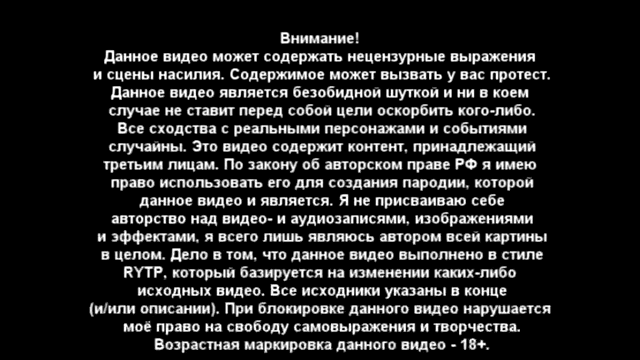 Внимание!
Данное видео может содержать нецензурные выражения
и сцены насилия. Содержимое может вызвать у вас протест.
Данное видео является безобидной шуткой и ни в коем
случае не ставит перед собой цели оскорбить кого-либо.
Все сходства с реальными персонажами и событиями
случайны. Это видео содержит контент, принадлежащий
третьим лицам. По закону об авторском праве РФ я имею
право использовать его для создания пародии, которой
данное видео и является. Я не присваиваю себе
авторство над видео- и аудиозаписями, изображениями
и эффектами, я всего лишь являюсь автором всей картины
в целом. Дело в том, что данное видео выполнено в стиле
RYTP, который базируется на изменении каких-либо
исходных видео. Все исходники указаны в конце
(и/или описании). При блокировке данного видео нарушается
моё право на свободу самовыражения и творчества.
Возрастная маркировка данного видео - 18+.